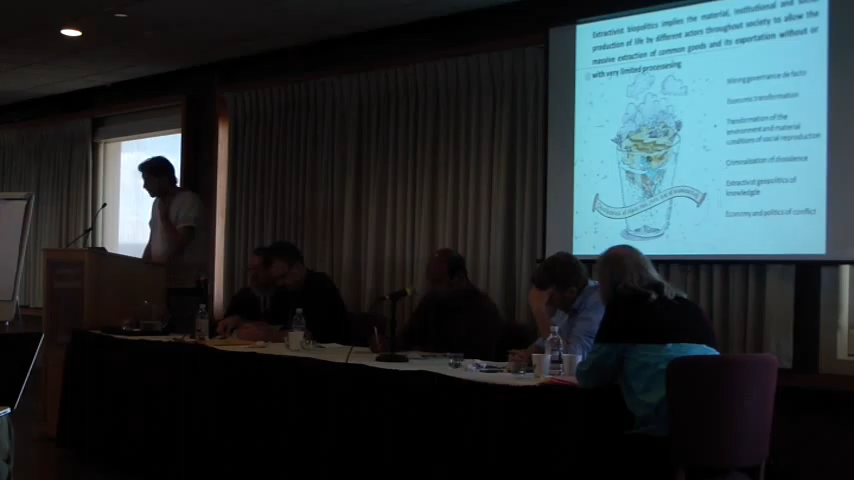 Extractivist biopolitics implies the material, institutional and social
production of life by different actors throughout society to allow the
massive extraction of common goods and its exportation without or
with very limited processing
Mining governance de facto
Economic transformation
Transformation of the
environment and material
conditions of social reproduction
Criminalisation of dissidence
Extractivist geopolitics of
knowledge
Economy and politics of conflict